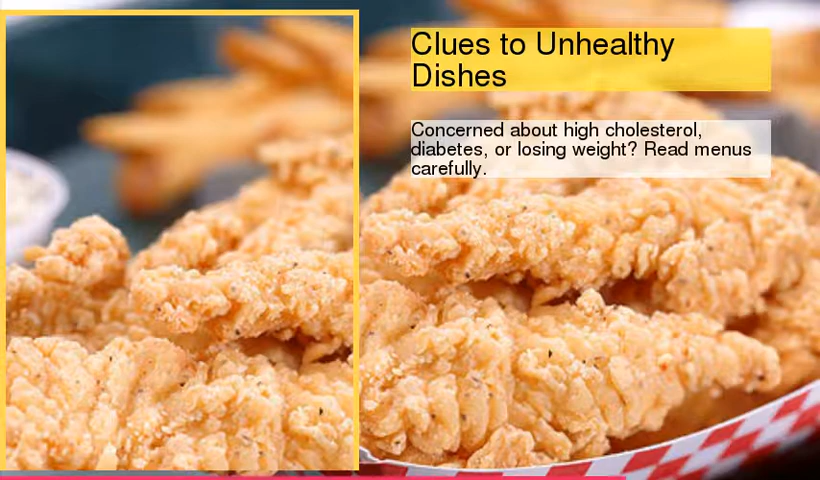 Clues to Unhealthy
Dishes
Concerned about high cholesterol,
diabetes, or losing weight? Read menus
carefully.